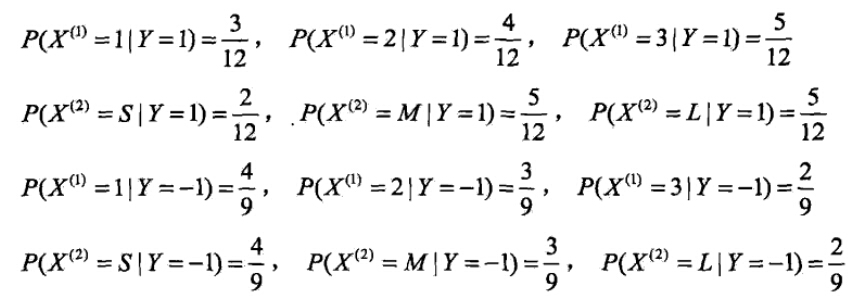 P(X⁽¹⁾=1|Y=1)=3/12, P(X⁽¹⁾=2|Y=1)=4/12, P(X⁽¹⁾=3|Y=1)=5/12
P(X⁽²⁾=S|Y=1)=2/12, P(X⁽²⁾=M|Y=1)=5/12, P(X⁽²⁾=L|Y=1)=5/12
P(X⁽¹⁾=1|Y=-1)=4/9, P(X⁽¹⁾=2|Y=-1)=3/9, P(X⁽¹⁾=3|Y=-1)=2/9
P(X⁽²⁾=S|Y=-1)=4/9, P(X⁽²⁾=M|Y=-1)=3/9, P(X⁽²⁾=L|Y=-1)=2/9